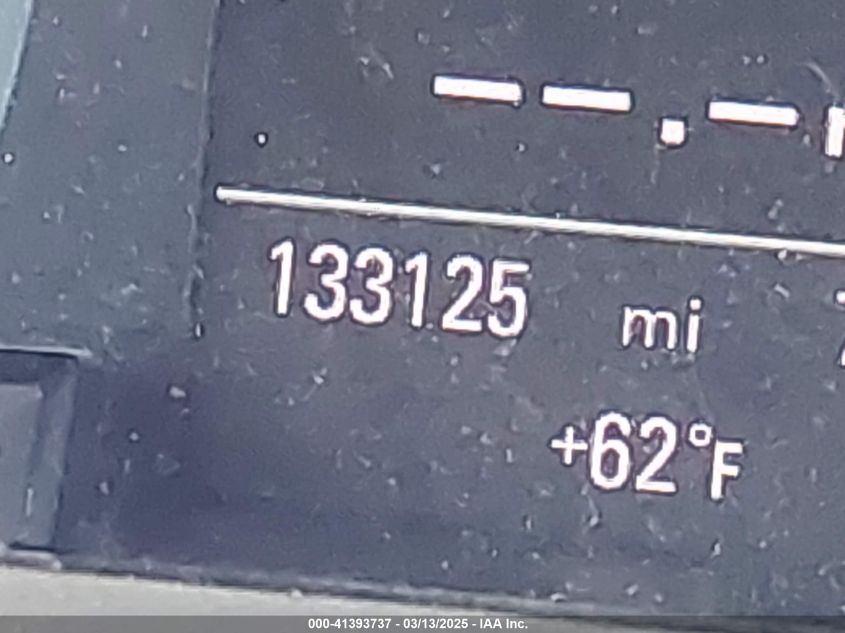 --.-
133125 mi
+62°F
000-41393737 - 03/13/2025 - IAA Inc.